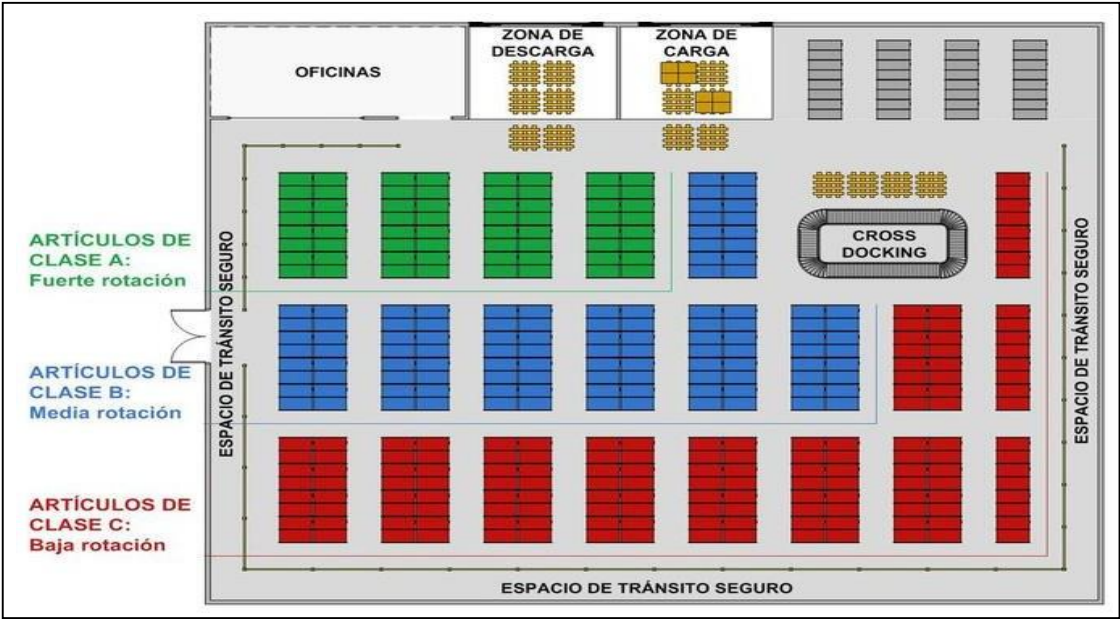 OFICINAS
ZONA DE
DESCARGA
ZONA DE
CARGA
CROSS
DOCKING
ARTÍCULOS DE
CLASE A:
Fuerte rotación
ARTÍCULOS DE
CLASE B:
Media rotación
ARTÍCULOS DE
CLASE C:
Baja rotación
ESPACIO DE TRÁNSITO SEGURO
ESPACIO DE TRÁNSITO SEGURO
ESPACIO DE TRÁNSITO SEGURO